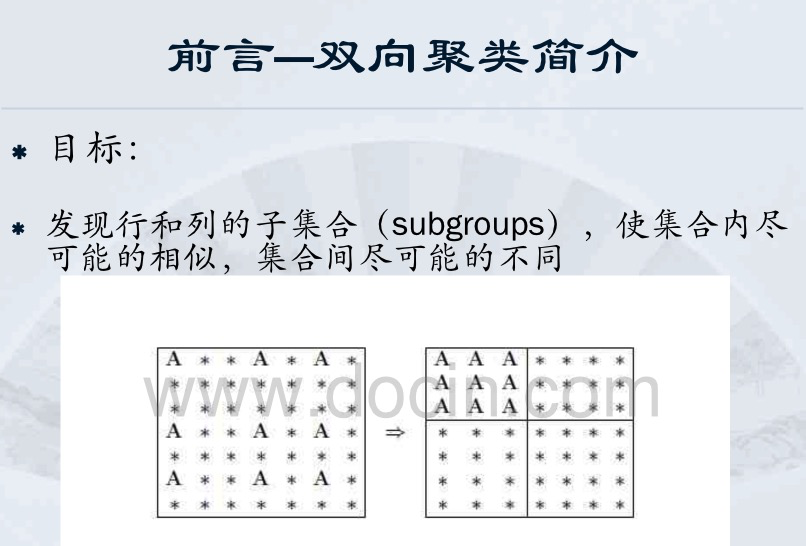 前言—双向聚类简介
* 目标：
* 发现行和列的子集合（subgroups），使集合内尽
可能的相似，集合间尽可能的不同
A * * A * A * A A A * * * *
* * * * * * * A A A * * * *
* * * * * * * A A A * * * *
A * * A * A * ⇒ * * * * * * *
* * * * * * * * * * * * * *
A * * A * A * * * * * * * *
* * * * * * * * * * * * * *
www.docin.com